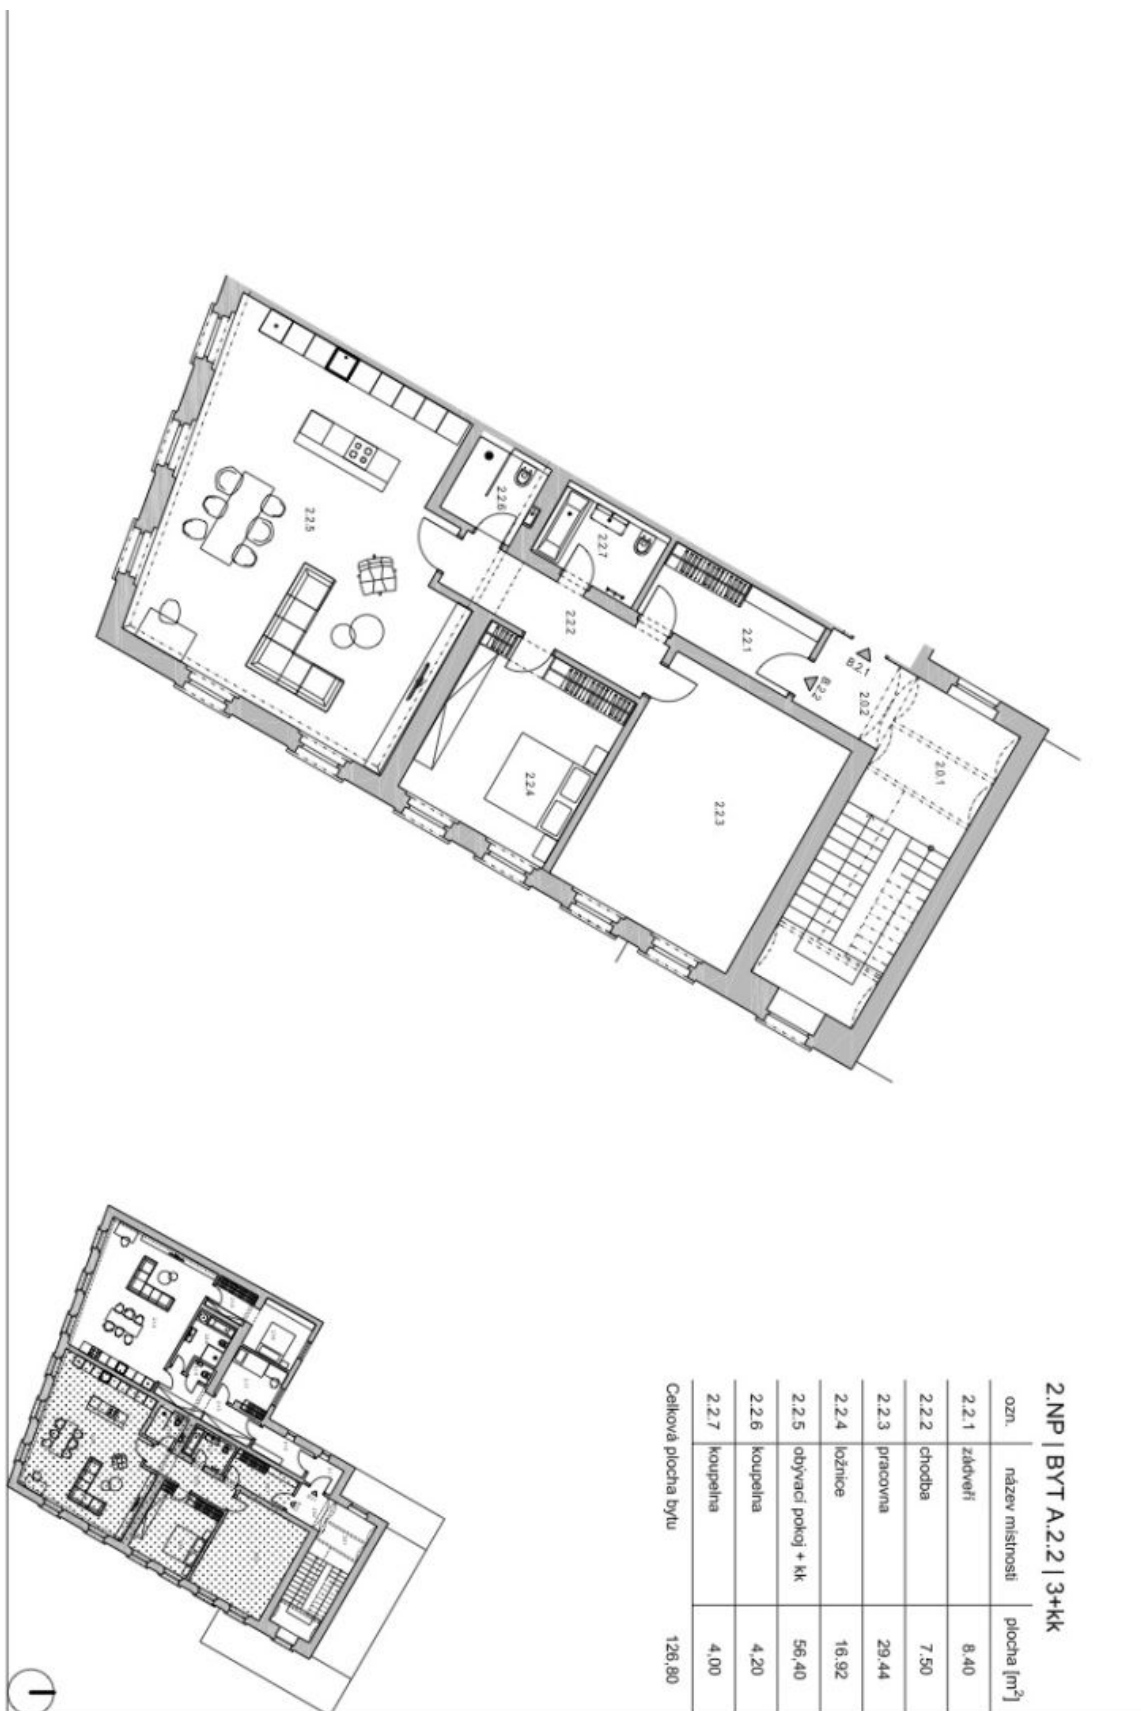 2.NP | BYT A.2.2 | 3+kk
ozn. název místnosti plocha [m²]
2.2.1 zádveří 8.40
2.2.2 chodba 7.50
2.2.3 pracovna 29.44
2.2.4 ložnice 16.92
2.2.5 obývací pokoj + kk 56,40
2.2.6 koupelna 4,20
2.2.7 koupelna 4,00
Celková plocha bytu 126,80
2.0.1
2.0.2
B.2.1
B.2.2
2.2.1
2.2.3
2.2.7
2.2.2
2.2.4
2.2.6
2.2.5